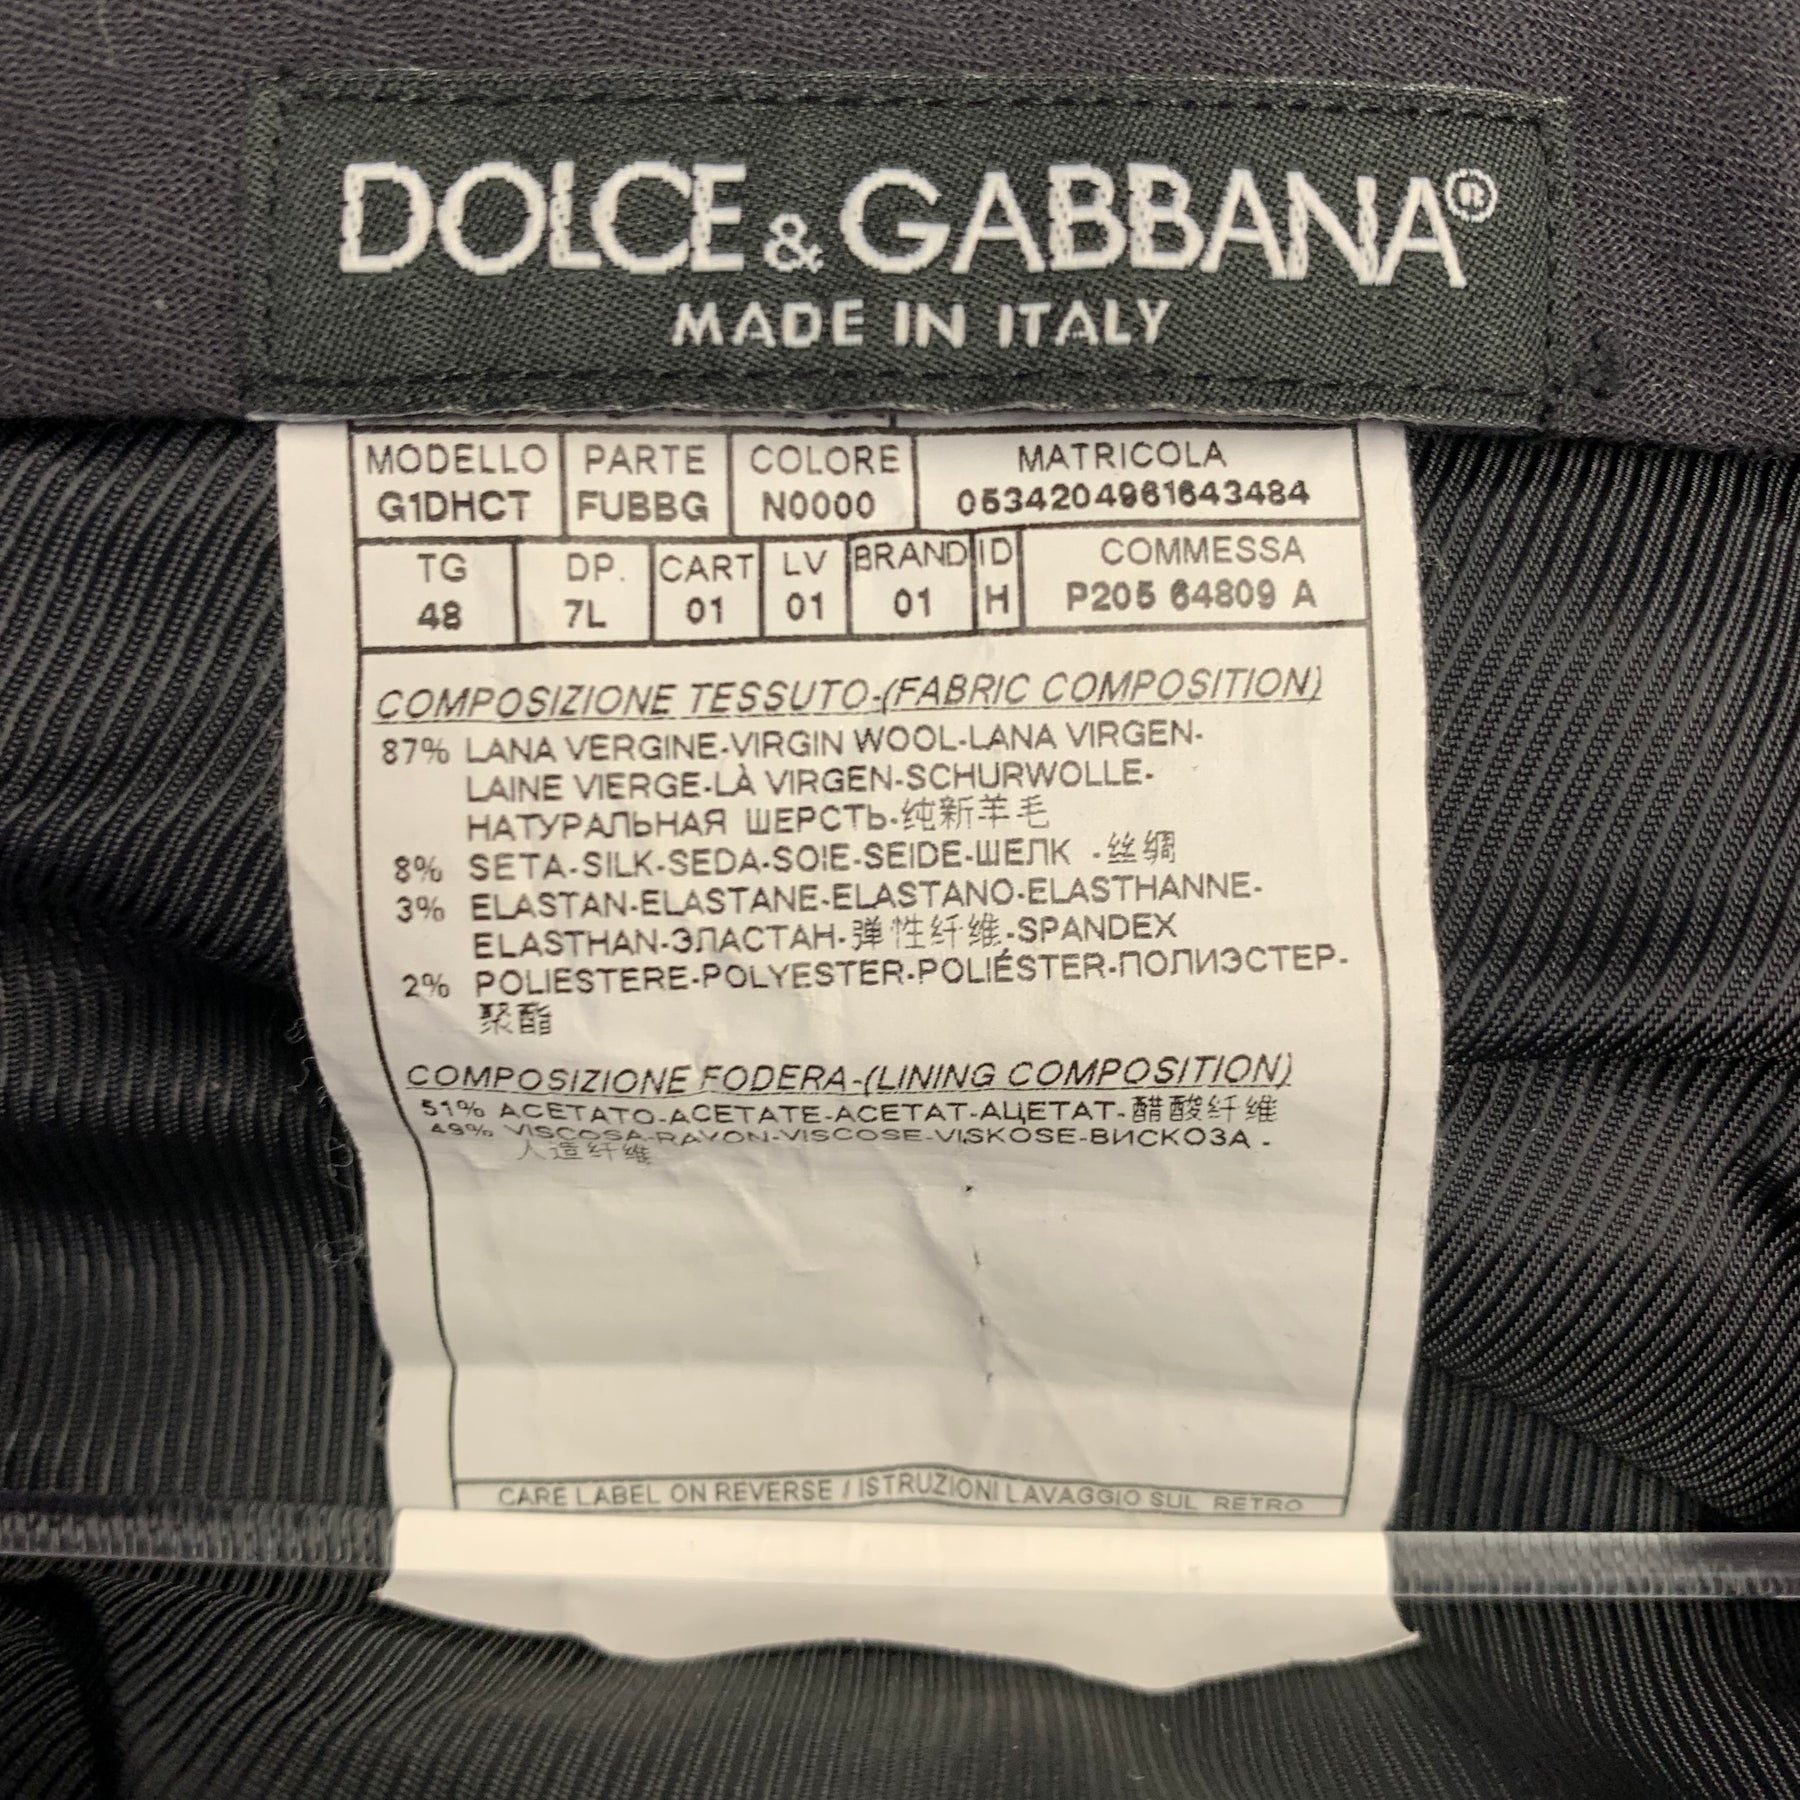 DOLCE & GABBANA®
MADE IN ITALY
MODELLO PARTE COLORE MATRICOLA
G1DHCT FUBBG N0000 0534204961643484
TG DP. CART LV BRAND ID COMMESSA
48 7L 01 01 01 H P205 64809 A
COMPOSIZIONE TESSUTO-(FABRIC COMPOSITION)
87% LANA VERGINE-VIRGIN WOOL-LANA VIRGEN-
LAINE VIERGE-LÀ VIRGEN-SCHURWOLLE-
НАТУРАЛЬНАЯ ШЕРСТЬ-纯新羊毛
8% SETA-SILK-SEDA-SOIE-SEIDE-ШЕЛК -丝绸
3% ELASTAN-ELASTANE-ELASTANO-ELASTHANNE-
ELASTHAN-ЭЛАСТАН-弹性纤维-SPANDEX
2% POLIESTERE-POLYESTER-POLIÉSTER-ПОЛИЭСТЕР-
聚酯
COMPOSIZIONE FODERA-(LINING COMPOSITION)
51% ACETATO-ACETATE-ACETAT-АЦЕТАТ-醋酸纤维
49% VISCOSA-RAYON-VISCOSE-VISKOSE-ВИСКОЗА -
人造纤维
CARE LABEL ON REVERSE / ISTRUZIONI LAVAGGIO SUL RETRO